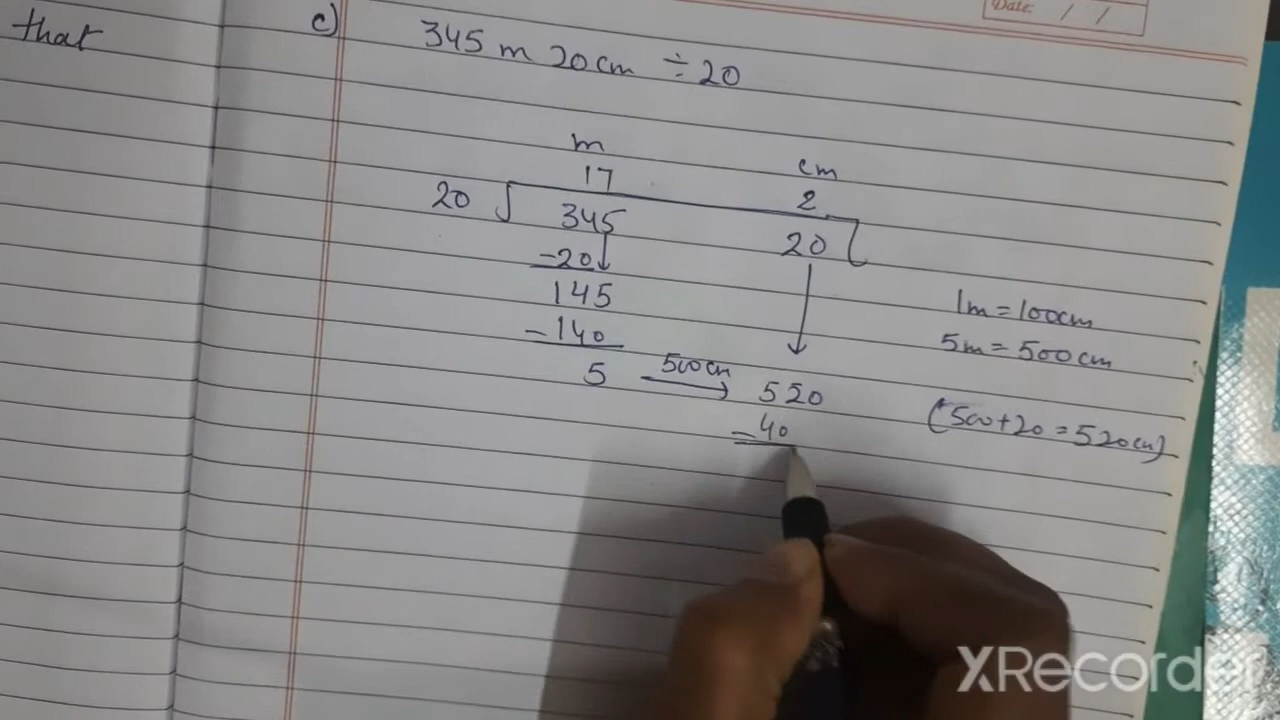 that
Date: / /
c) 345 m 20 cm ÷ 20
m cm
17 2
20 345 20
-20
145
-140
5 500cm 520
-40
1m = 100cm
5m = 500cm
(500+20 = 520cm)
XRecorder